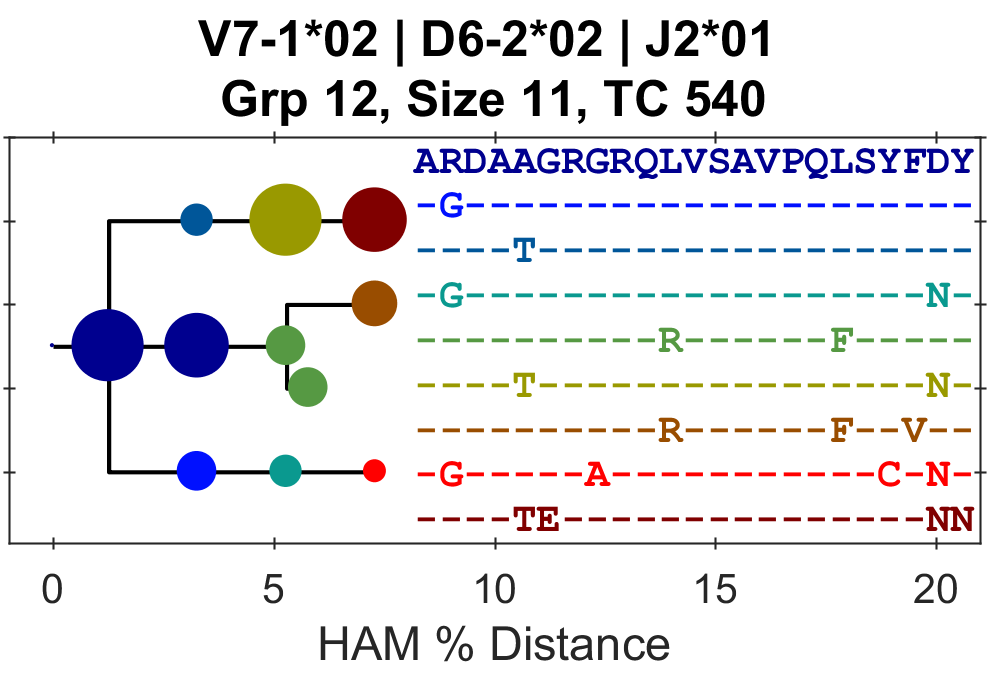 V7-1*02 | D6-2*02 | J2*01
Grp 12, Size 11, TC 540
ARDAAGRGRQLVSAVPQLSYFDY
-G---------------------
----T------------------
-G-------------------N-
----------R------F-----
----T----------------N-
----------R------F--V--
-G-----A-----------C-N-
----TE---------------NN
0 5 10 15 20
HAM % Distance